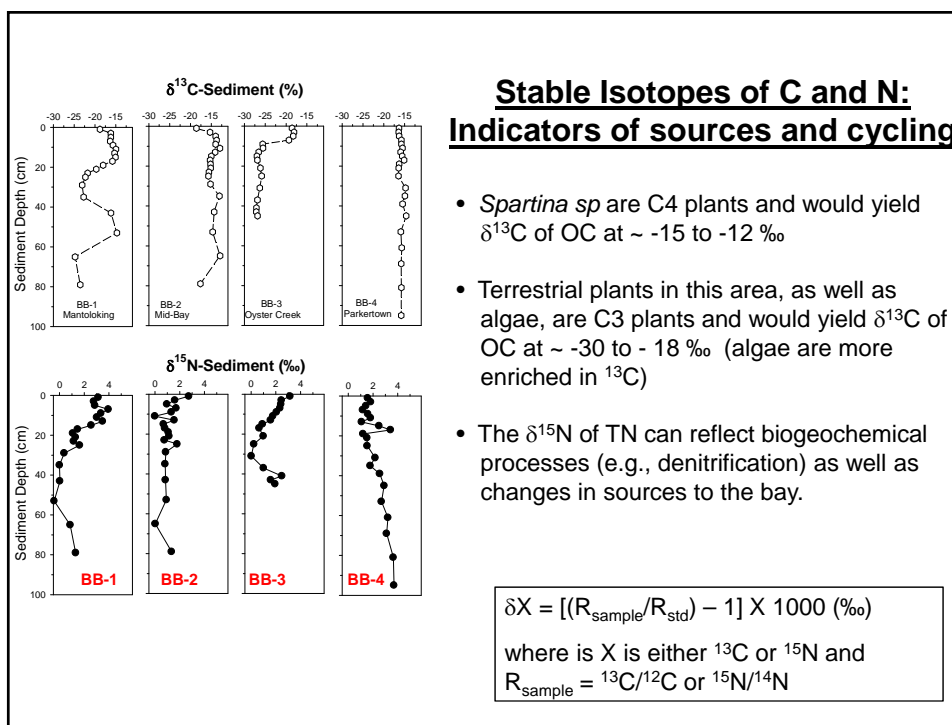 δ13C-Sediment (%)
-30 -25 -20 -15 -30 -25 -20 -15 -30 -25 -20 -15 -30 -25 -20 -15
0
20
40
60
80
100
Sediment Depth (cm)
BB-1
Mantoloking
BB-2
Mid-Bay
BB-3
Oyster Creek
BB-4
Parkertown
δ15N-Sediment (‰)
0 2 4 0 2 4 0 2 4 0 2 4
0
20
40
60
80
100
Sediment Depth (cm)
BB-1
BB-2
BB-3
BB-4
Stable Isotopes of C and N:
Indicators of sources and cycling
• Spartina sp are C4 plants and would yield
δ13C of OC at ~ -15 to -12 ‰
• Terrestrial plants in this area, as well as
algae, are C3 plants and would yield δ13C of
OC at ~ -30 to - 18 ‰ (algae are more
enriched in 13C)
• The δ15N of TN can reflect biogeochemical
processes (e.g., denitrification) as well as
changes in sources to the bay.
δX = [(Rsample/Rstd) – 1] X 1000 (‰)
where is X is either 13C or 15N and
Rsample = 13C/12C or 15N/14N